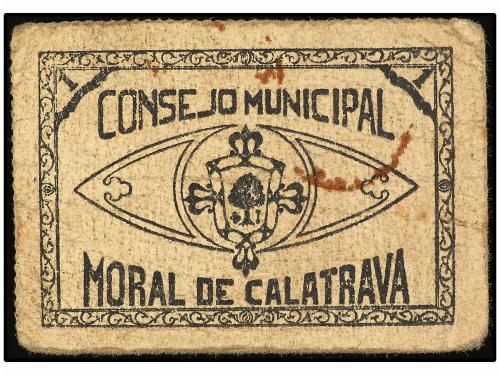 CONSEJO MUNICIPAL
MORAL DE CALATRAVA